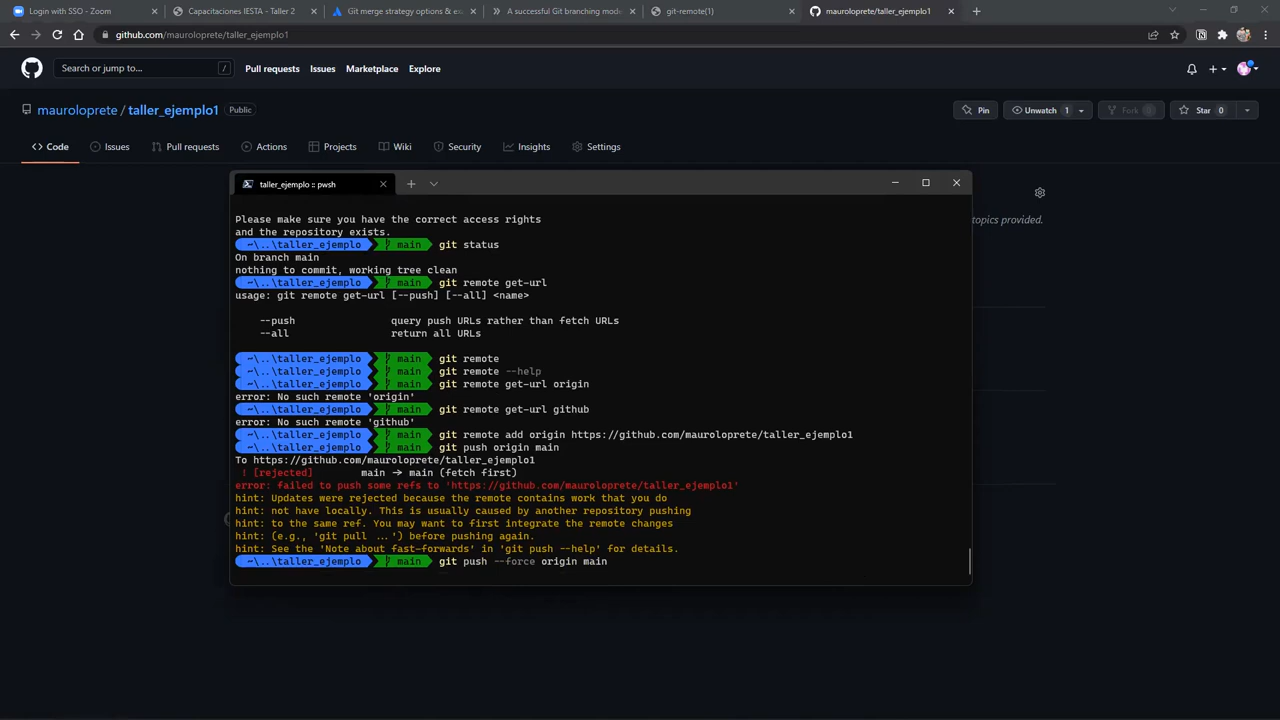 Login with SSO - Zoom
Capacitaciones IESTA - Taller 2
Git merge strategy options & ex
A successful Git branching mode
git-remote(1)
mauroloprete/taller_ejemplo1
github.com/mauroloprete/taller_ejemplo1
Search or jump to... /
Pull requests Issues Marketplace Explore
mauroloprete / taller_ejemplo1 Public
Pin Unwatch 1 Fork Star 0
Code Issues Pull requests Actions Projects Wiki Security Insights Settings
taller_ejemplo :: pwsh
topics provided.
Please make sure you have the correct access rights
and the repository exists.
~\..\taller_ejemplo main git status
On branch main
nothing to commit, working tree clean
~\..\taller_ejemplo main git remote get-url
usage: git remote get-url [--push] [--all] <name>
--push query push URLs rather than fetch URLs
--all return all URLs
~\..\taller_ejemplo main git remote
~\..\taller_ejemplo main git remote --help
~\..\taller_ejemplo main git remote get-url origin
error: No such remote 'origin'
~\..\taller_ejemplo main git remote get-url github
error: No such remote 'github'
~\..\taller_ejemplo main git remote add origin https://github.com/mauroloprete/taller_ejemplo1
~\..\taller_ejemplo main git push origin main
To https://github.com/mauroloprete/taller_ejemplo1
! [rejected] main -> main (fetch first)
error: failed to push some refs to 'https://github.com/mauroloprete/taller_ejemplo1'
hint: Updates were rejected because the remote contains work that you do
hint: not have locally. This is usually caused by another repository pushing
hint: to the same ref. You may want to first integrate the remote changes
hint: (e.g., 'git pull ...') before pushing again.
hint: See the 'Note about fast-forwards' in 'git push --help' for details.
~\..\taller_ejemplo main git push --force origin main